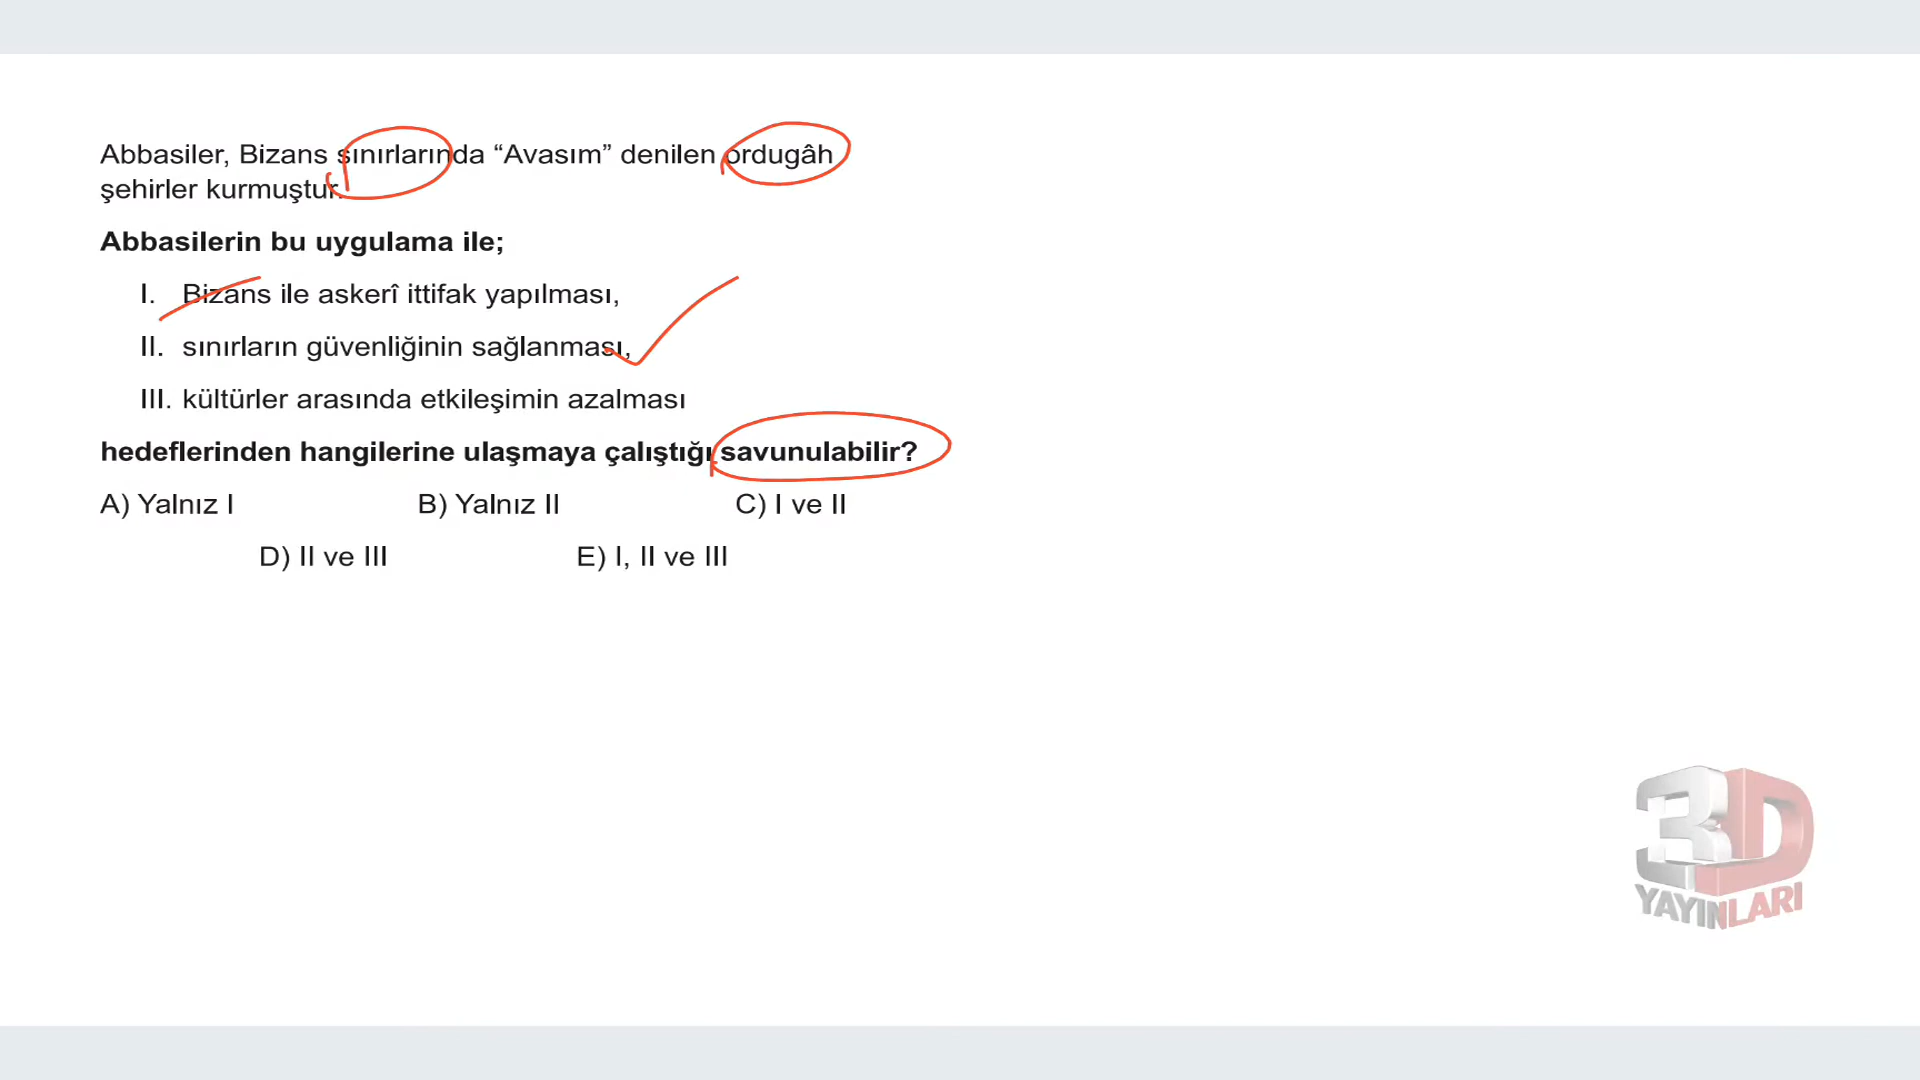 Abbasiler, Bizans sınırlarında “Avasım” denilen ordugâh
şehirler kurmuştur.
Abbasilerin bu uygulama ile;
I. Bizans ile askerî ittifak yapılması,
II. sınırların güvenliğinin sağlanması,
III. kültürler arasında etkileşimin azalması
hedeflerinden hangilerine ulaşmaya çalıştığı savunulabilir?
A) Yalnız I B) Yalnız II C) I ve II
D) II ve III E) I, II ve III
3D
YAYINLARI